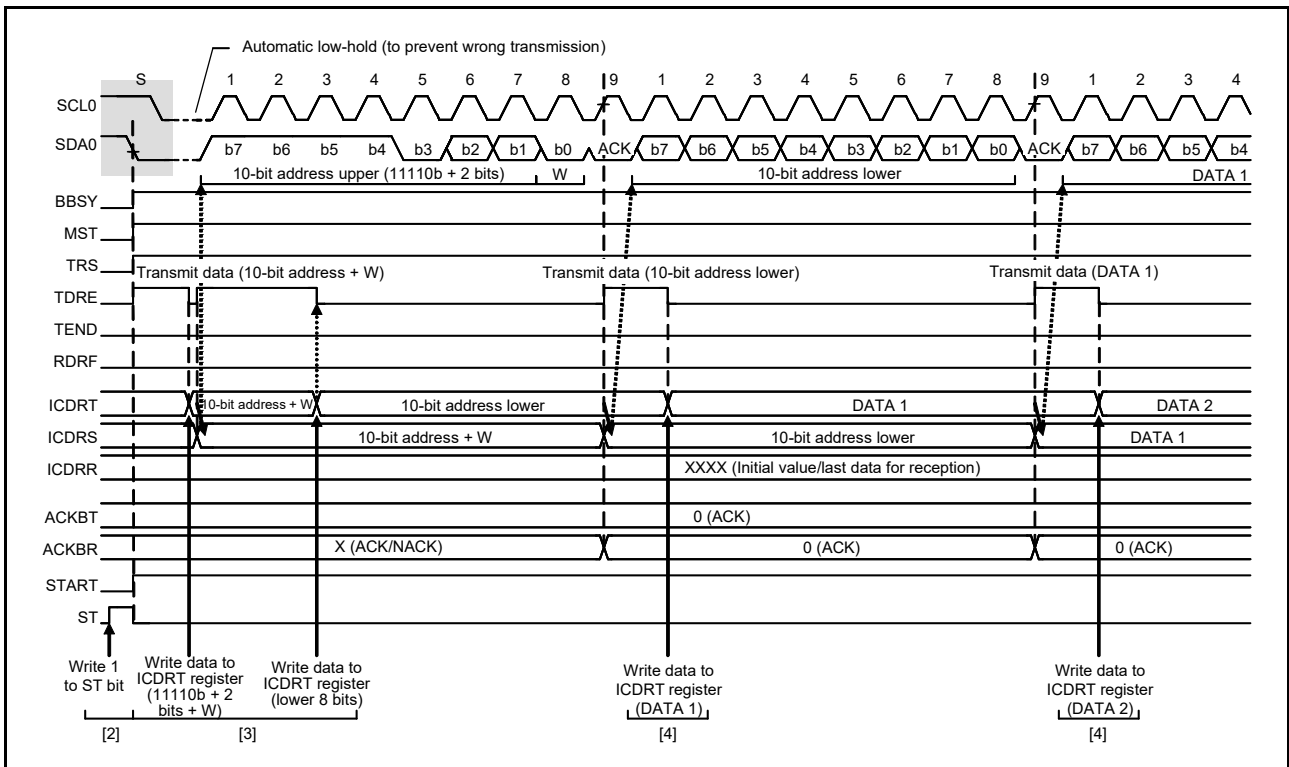 Automatic low-hold (to prevent wrong transmission)
S 1 2 3 4 5 6 7 8 9 1 2 3 4 5 6 7 8 9 1 2 3 4
SCL0
SDA0 b7 b6 b5 b4 b3 b2 b1 b0 ACK b7 b6 b5 b4 b3 b2 b1 b0 ACK b7 b6 b5 b4
10-bit address upper (11110b + 2 bits) W 10-bit address lower DATA 1
BBSY
MST
TRS
Transmit data (10-bit address + W) Transmit data (10-bit address lower) Transmit data (DATA 1)
TDRE
TEND
RDRF
ICDRT 10-bit address + W 10-bit address lower DATA 1 DATA 2
ICDRS 10-bit address + W 10-bit address lower DATA 1
ICDRR XXXX (Initial value/last data for reception)
ACKBT 0 (ACK)
ACKBR X (ACK/NACK) 0 (ACK) 0 (ACK)
START
ST
Write 1
to ST bit
Write data to
ICDRT register
(11110b + 2
bits + W)
Write data to
ICDRT register
(lower 8 bits)
Write data to
ICDRT register
(DATA 1)
Write data to
ICDRT register
(DATA 2)
[2] [3] [4] [4]